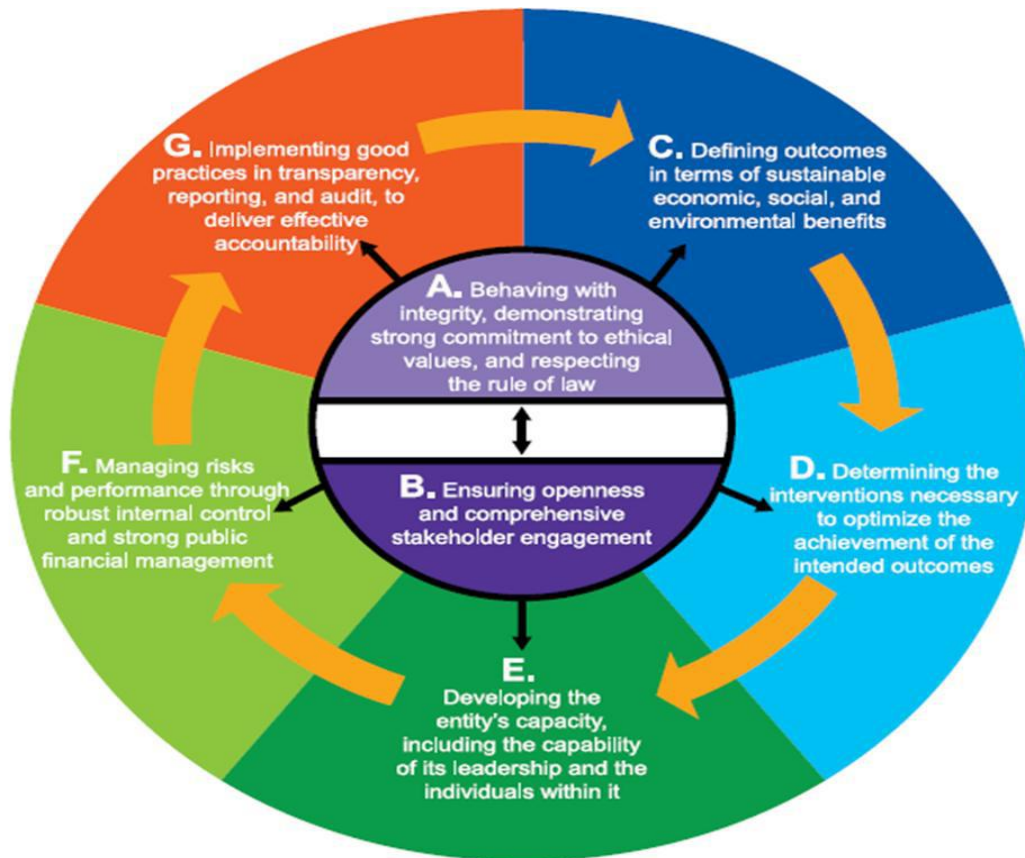 A. Behaving with
integrity, demonstrating
strong commitment to ethical
values, and respecting
the rule of law
B. Ensuring openness
and comprehensive
stakeholder engagement
C. Defining outcomes
in terms of sustainable
economic, social, and
environmental benefits
D. Determining the
interventions necessary
to optimize the
achievement of the
intended outcomes
E.
Developing the
entity's capacity,
including the capability
of its leadership and the
individuals within it
F. Managing risks
and performance through
robust internal control
and strong public
financial management
G. Implementing good
practices in transparency,
reporting, and audit, to
deliver effective
accountability